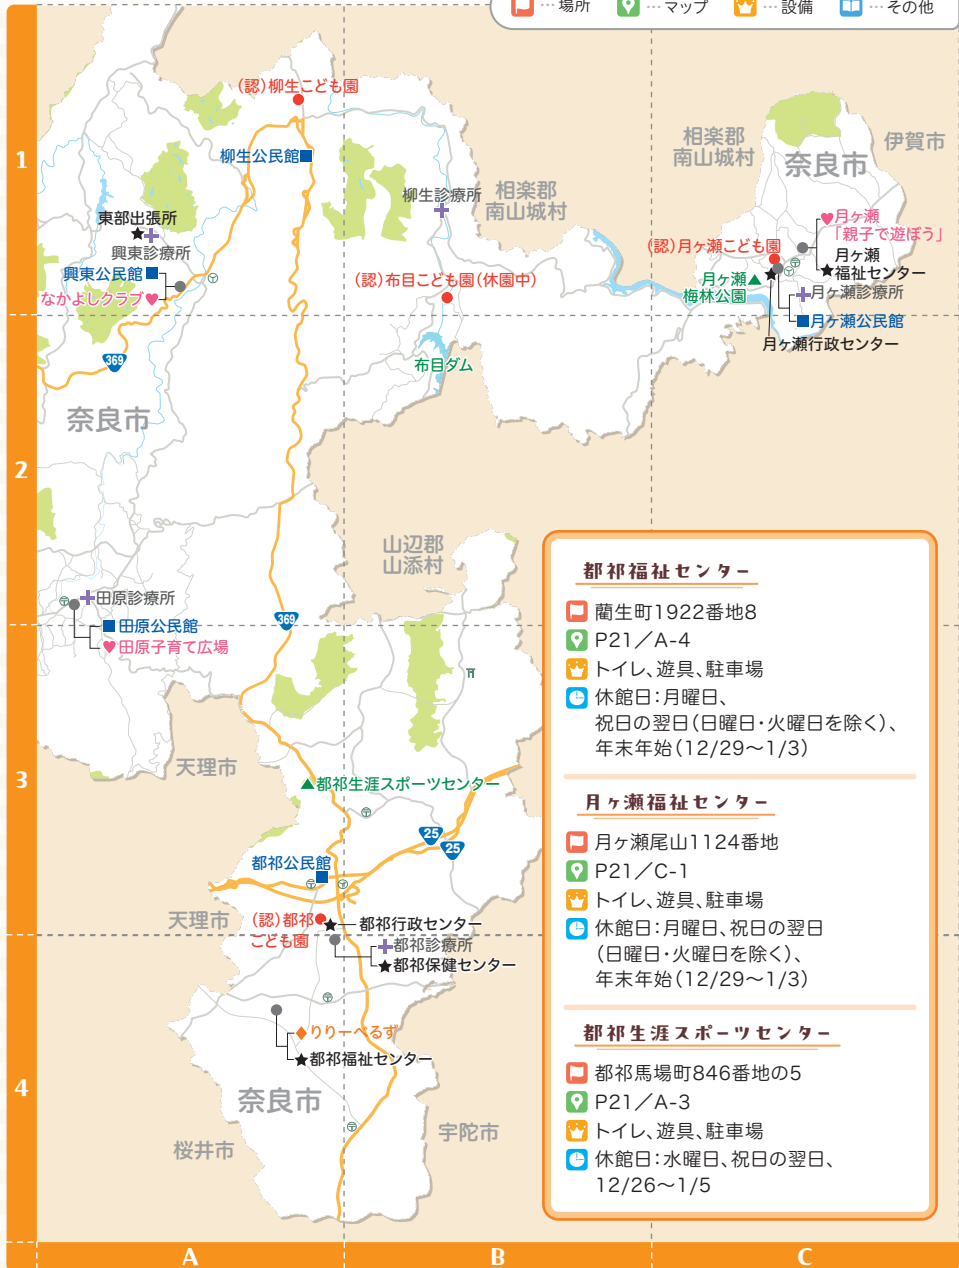 …場所 …マップ …設備 …その他
1
(認)柳生こども園
柳生公民館
東部出張所
興東診療所
興東公民館
なかよしクラブ
369
柳生診療所
相楽郡
南山城村
(認)布目こども園(休園中)
布目ダム
相楽郡
南山城村
奈良市
伊賀市
月ヶ瀬
「親子で遊ぼう」
(認)月ヶ瀬こども園
月ヶ瀬
福祉センター
月ヶ瀬
梅林公園
月ヶ瀬診療所
月ヶ瀬公民館
月ヶ瀬行政センター
2
奈良市
山辺郡
山添村
田原診療所
田原公民館
田原子育て広場
369
3
天理市
都祁生涯スポーツセンター
25
25
都祁公民館
天理市
(認)都祁
こども園
都祁行政センター
都祁診療所
都祁保健センター
4
りりーべるず
都祁福祉センター
奈良市
桜井市
宇陀市
都祁福祉センター
藺生町1922番地8
P21／A-4
トイレ、遊具、駐車場
休館日:月曜日、
祝日の翌日(日曜日・火曜日を除く)、
年末年始(12/29〜1/3)
月ヶ瀬福祉センター
月ヶ瀬尾山1124番地
P21／C-1
トイレ、遊具、駐車場
休館日:月曜日、祝日の翌日
(日曜日・火曜日を除く)、
年末年始(12/29〜1/3)
都祁生涯スポーツセンター
都祁馬場町846番地の5
P21／A-3
トイレ、遊具、駐車場
休館日:水曜日、祝日の翌日、
12/26〜1/5
A B C